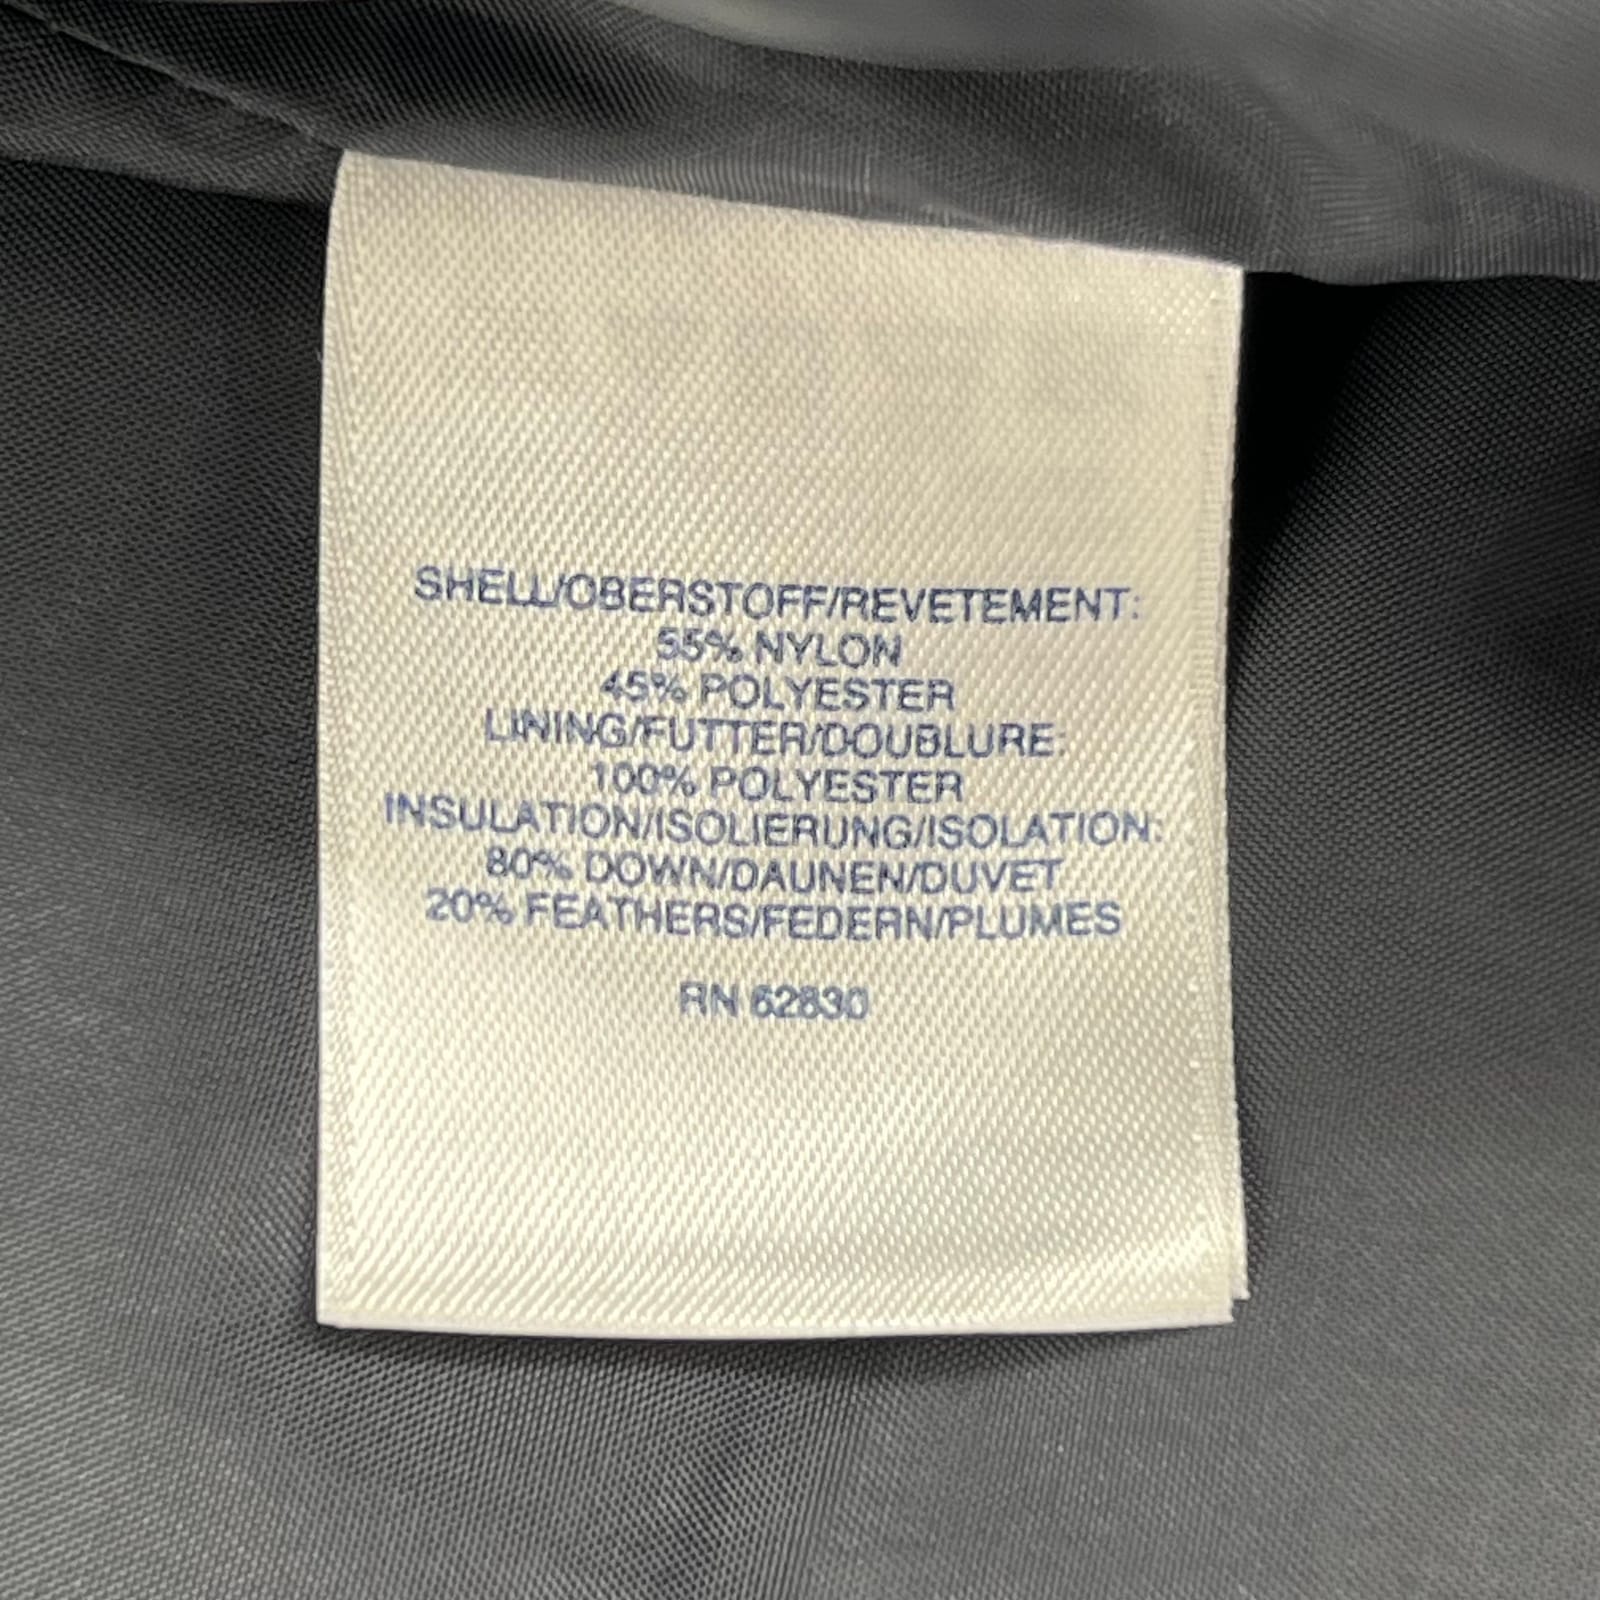 SHELL/OBERSTOFF/REVETEMENT:
55% NYLON
45% POLYESTER
LINING/FUTTER/DOUBLURE:
100% POLYESTER
INSULATION/ISOLIERUNG/ISOLATION:
80% DOWN/DAUNEN/DUVET
20% FEATHERS/FEDERN/PLUMES
RN 62830